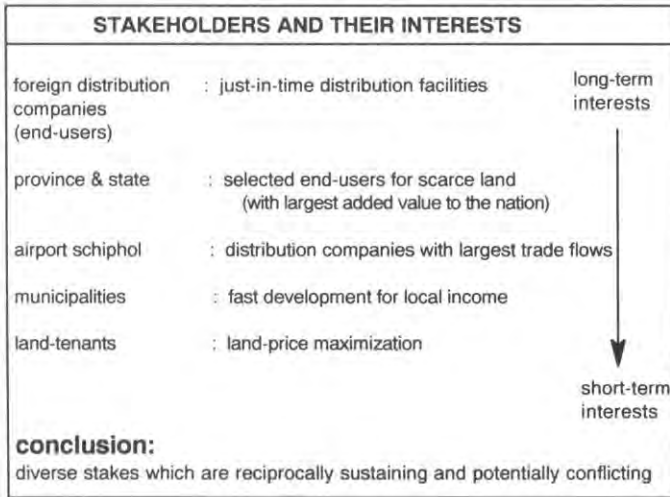 STAKEHOLDERS AND THEIR INTERESTS
foreign distribution : just-in-time distribution facilities
companies
(end-users)
long-term
interests
province & state : selected end-users for scarce land
(with largest added value to the nation)
airport schiphol : distribution companies with largest trade flows
municipalities : fast development for local income
land-tenants : land-price maximization
short-term
interests
conclusion:
diverse stakes which are reciprocally sustaining and potentially conflicting